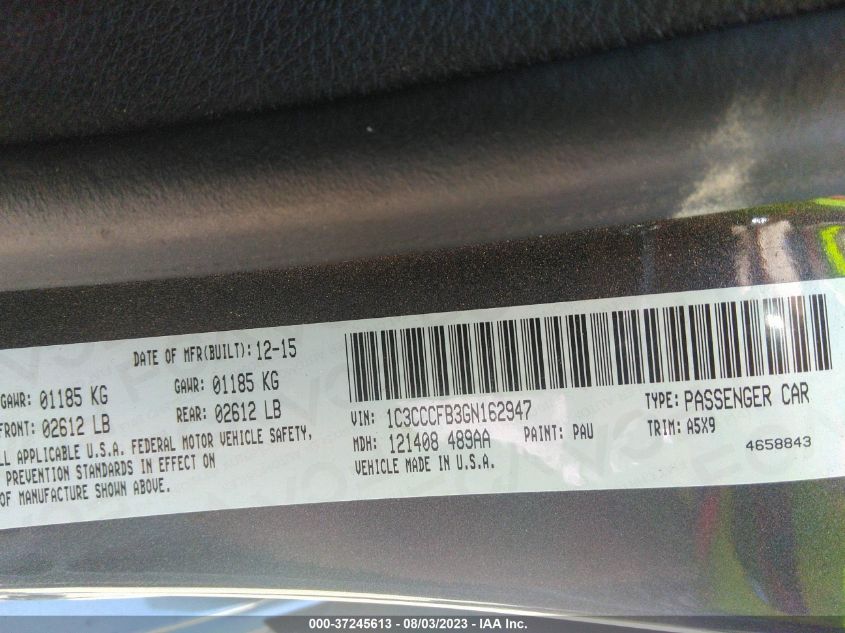 DATE OF MFR(BUILT): 12-15
GAWR: 01185 KG GAWR: 01185 KG
FRONT: 02612 LB REAR: 02612 LB
ALL APPLICABLE U.S.A. FEDERAL MOTOR VEHICLE SAFETY,
PREVENTION STANDARDS IN EFFECT ON
OF MANUFACTURE SHOWN ABOVE.
VIN: 1C3CCCFB3GN162947 TYPE: PASSENGER CAR
MDH: 121408 489AA PAINT: PAU TRIM: A5X9
VEHICLE MADE IN U.S.A. 4658843
000-37245613 - 08/03/2023 - IAA Inc.